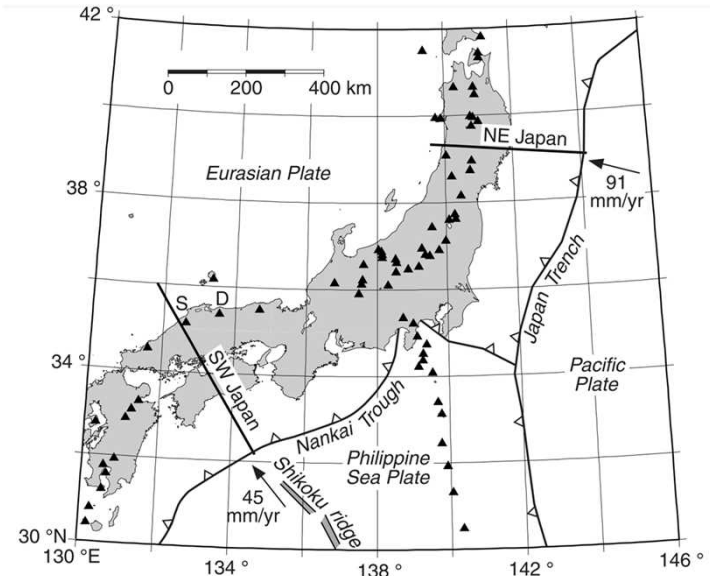 42 °
0 200 400 km
NE Japan
Eurasian Plate
38 °
91
mm/yr
Japan Trench
S D
SW Japan
34 °
Pacific
Plate
Nankai Trough
Philippine
Sea Plate
Shikoku ridge
45
mm/yr
30 °N
130 °E 134 ° 138 ° 142 ° 146 °